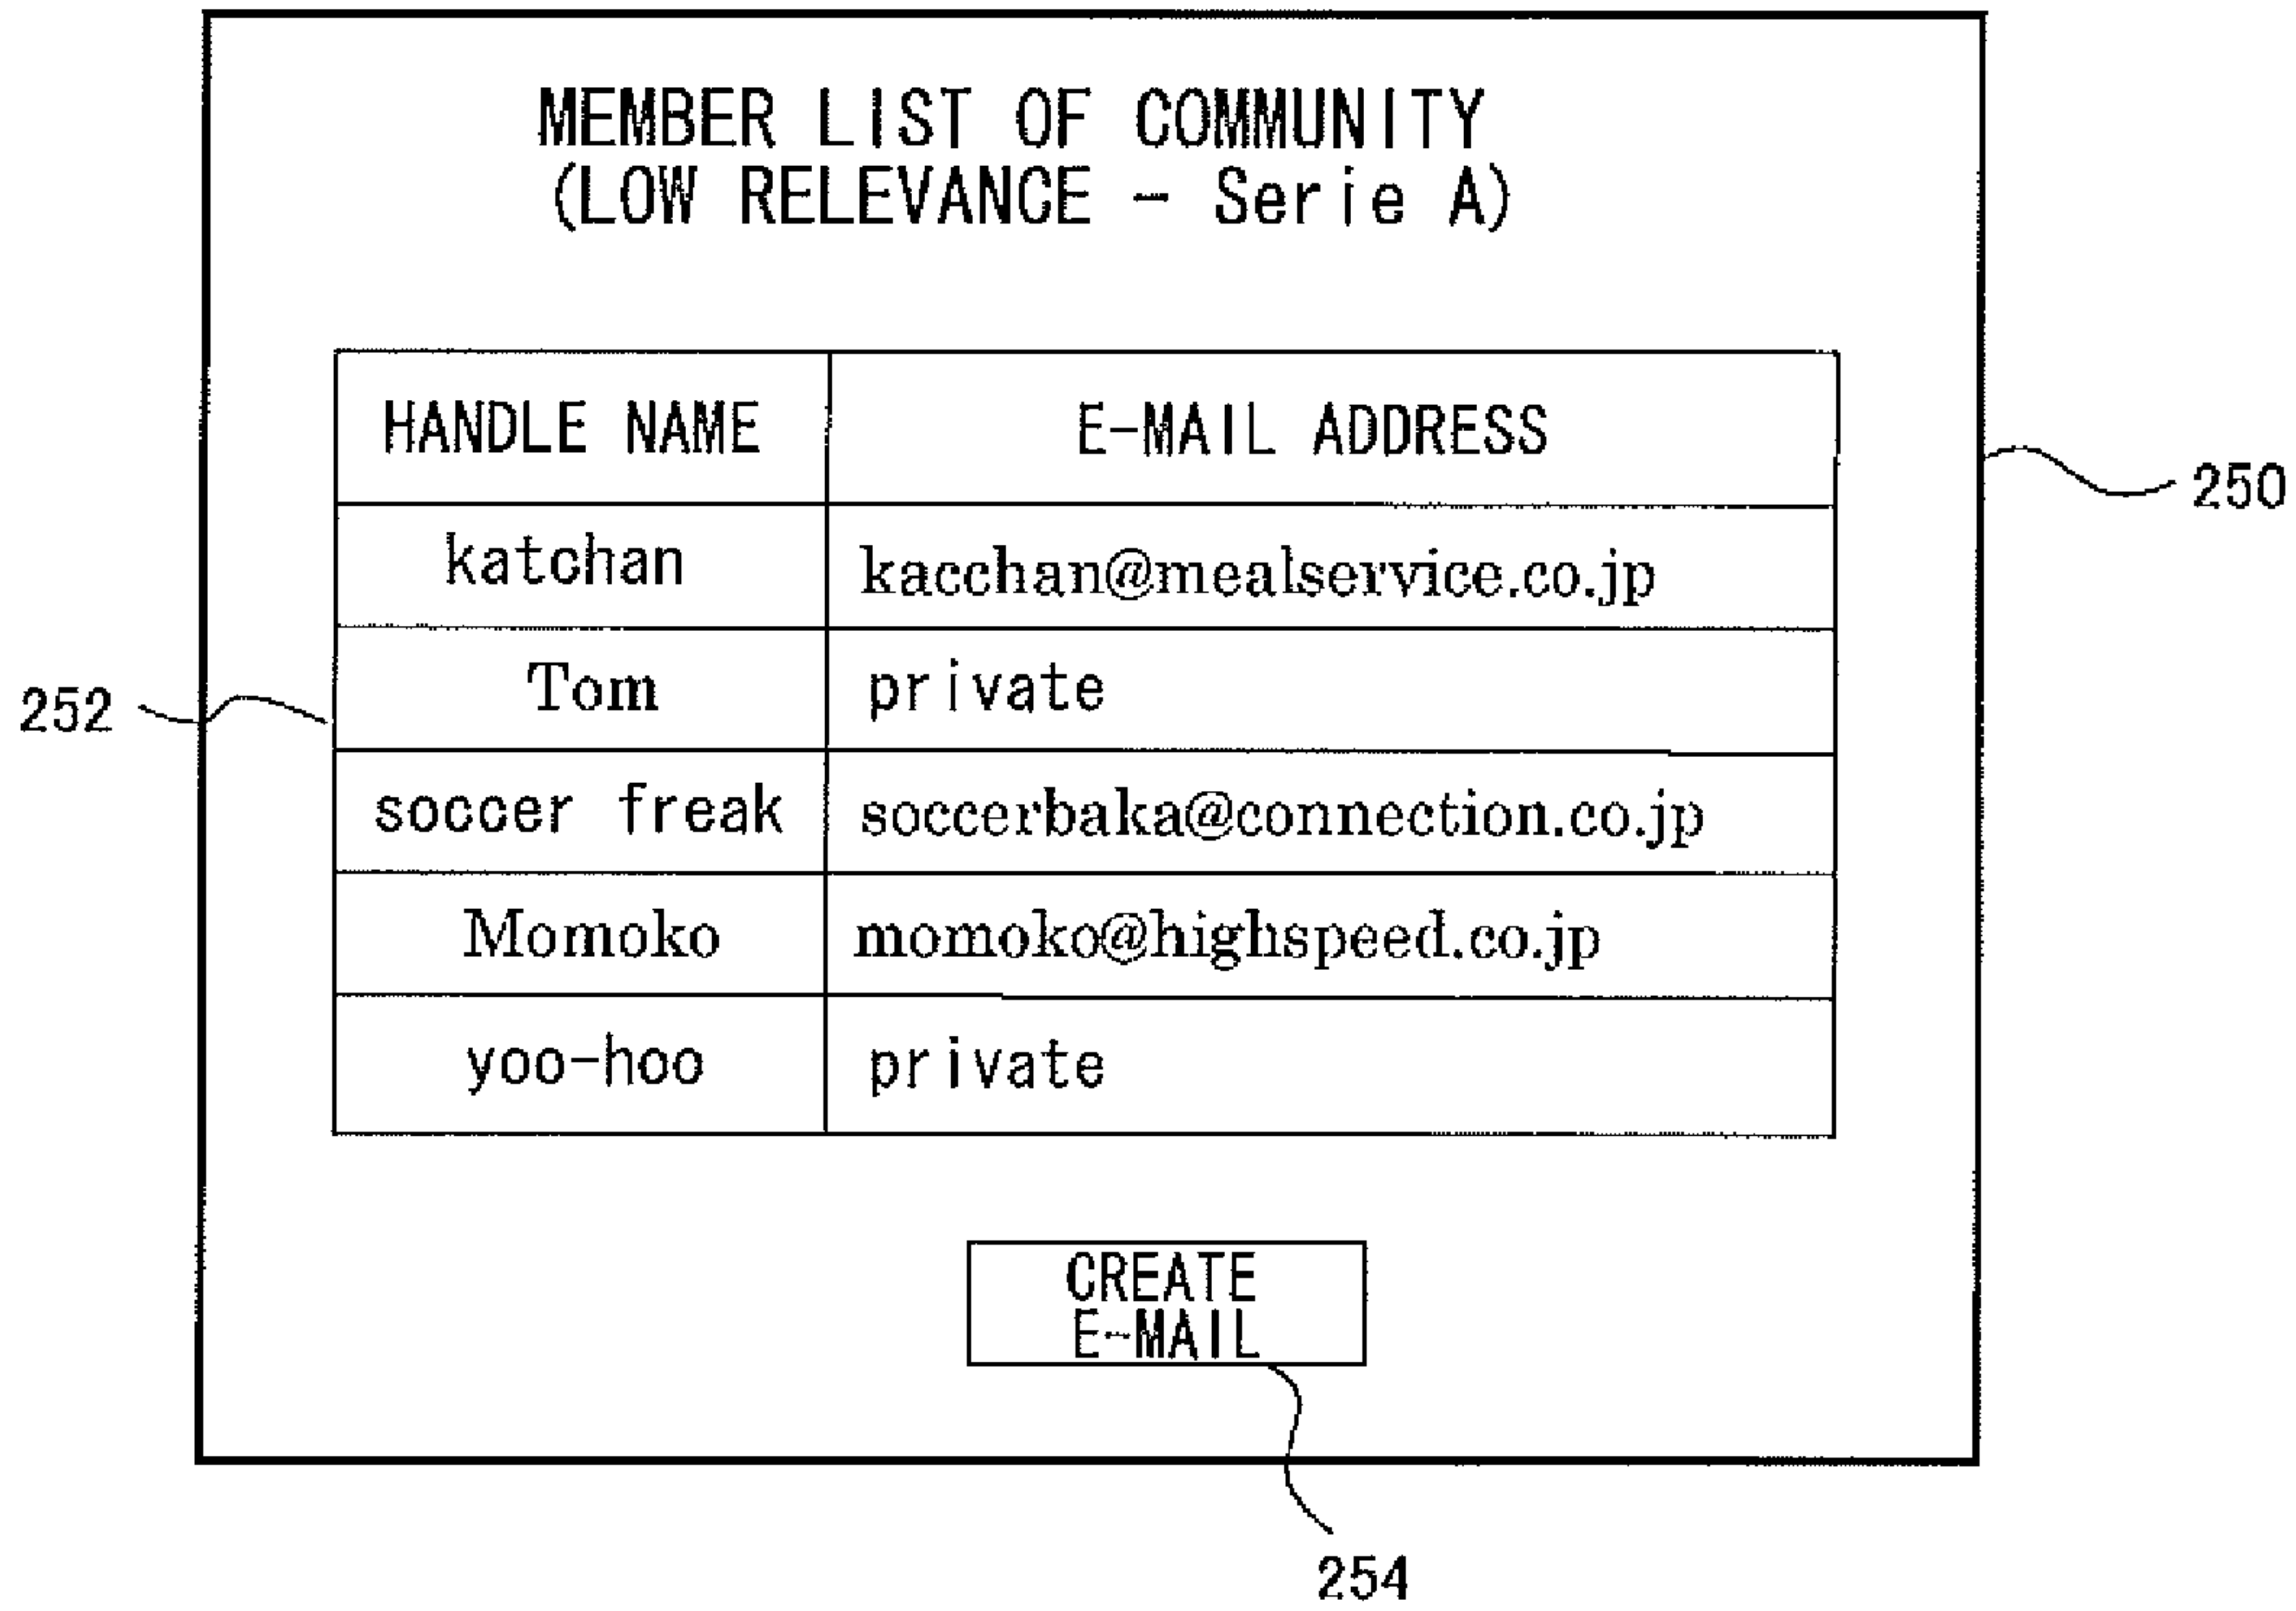 MEMBER LIST OF COMMUNITY
(LOW RELEVANCE - Serie A)
HANDLE NAME E-MAIL ADDRESS
250
katchan kacchan@mealservice.co.jp
Tom private
252
soccer freak soccerbaka@connection.co.jp
Momoko momoko@highspeed.co.jp
yoo-hoo private
CREATE
E-MAIL
254